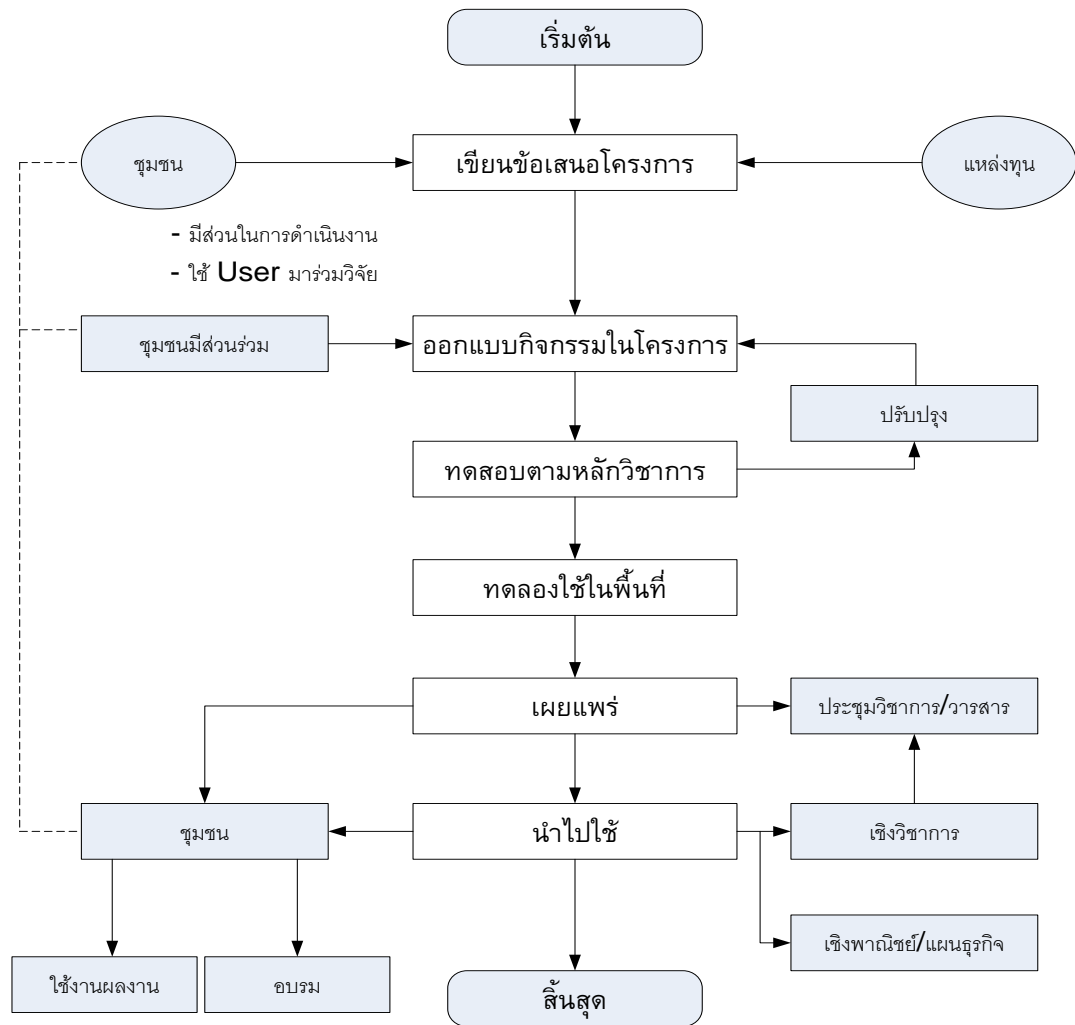 เริ่มต้น
ชุมชน
เขียนข้อเสนอโครงการ
แหล่งทุน
- มีส่วนในการดำเนินงาน
- ใช้ User มาร่วมวิจัย
ชุมชนมีส่วนร่วม
ออกแบบกิจกรรมในโครงการ
ปรับปรุง
ทดสอบตามหลักวิชาการ
ทดลองใช้ในพื้นที่
เผยแพร่
ประชุมวิชาการ/วารสาร
ชุมชน
นำไปใช้
เชิงวิชาการ
เชิงพาณิชย์/แผนธุรกิจ
ใช้งานผลงาน
อบรม
สิ้นสุด